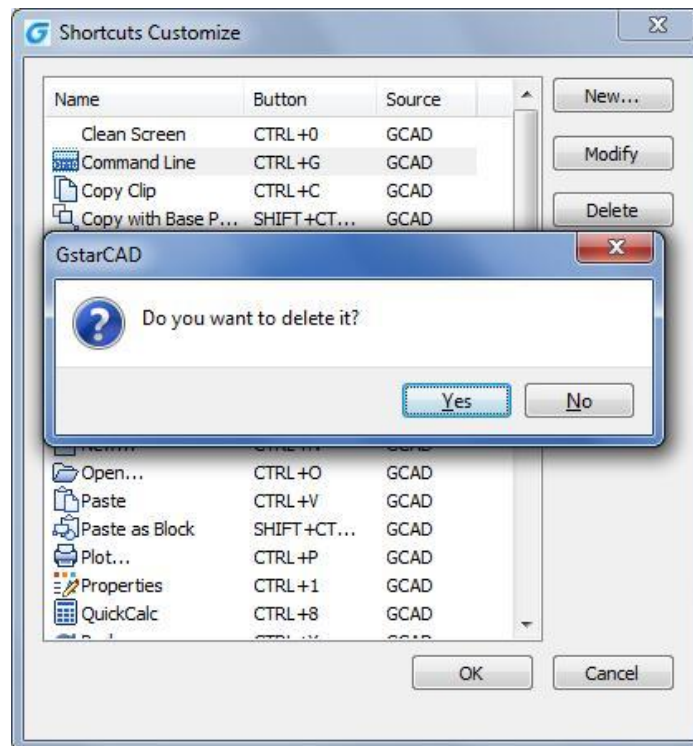 Shortcuts Customize
Name Button Source
New...
Clean Screen CTRL+0 GCAD
Command Line CTRL+G GCAD
Modify
Copy Clip CTRL+C GCAD
Copy with Base P... SHIFT+CT... GCAD
Delete
GstarCAD
Do you want to delete it?
Yes No
Open... CTRL+O GCAD
Paste CTRL+V GCAD
Paste as Block SHIFT+CT... GCAD
Plot... CTRL+P GCAD
Properties CTRL+1 GCAD
QuickCalc CTRL+8 GCAD
OK Cancel